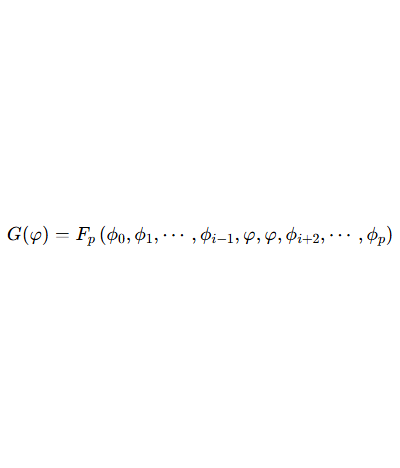 G(φ) = F_p (ϕ_0, ϕ_1, ⋯ , ϕ_{i−1}, φ, φ, ϕ_{i+2}, ⋯ , ϕ_p)